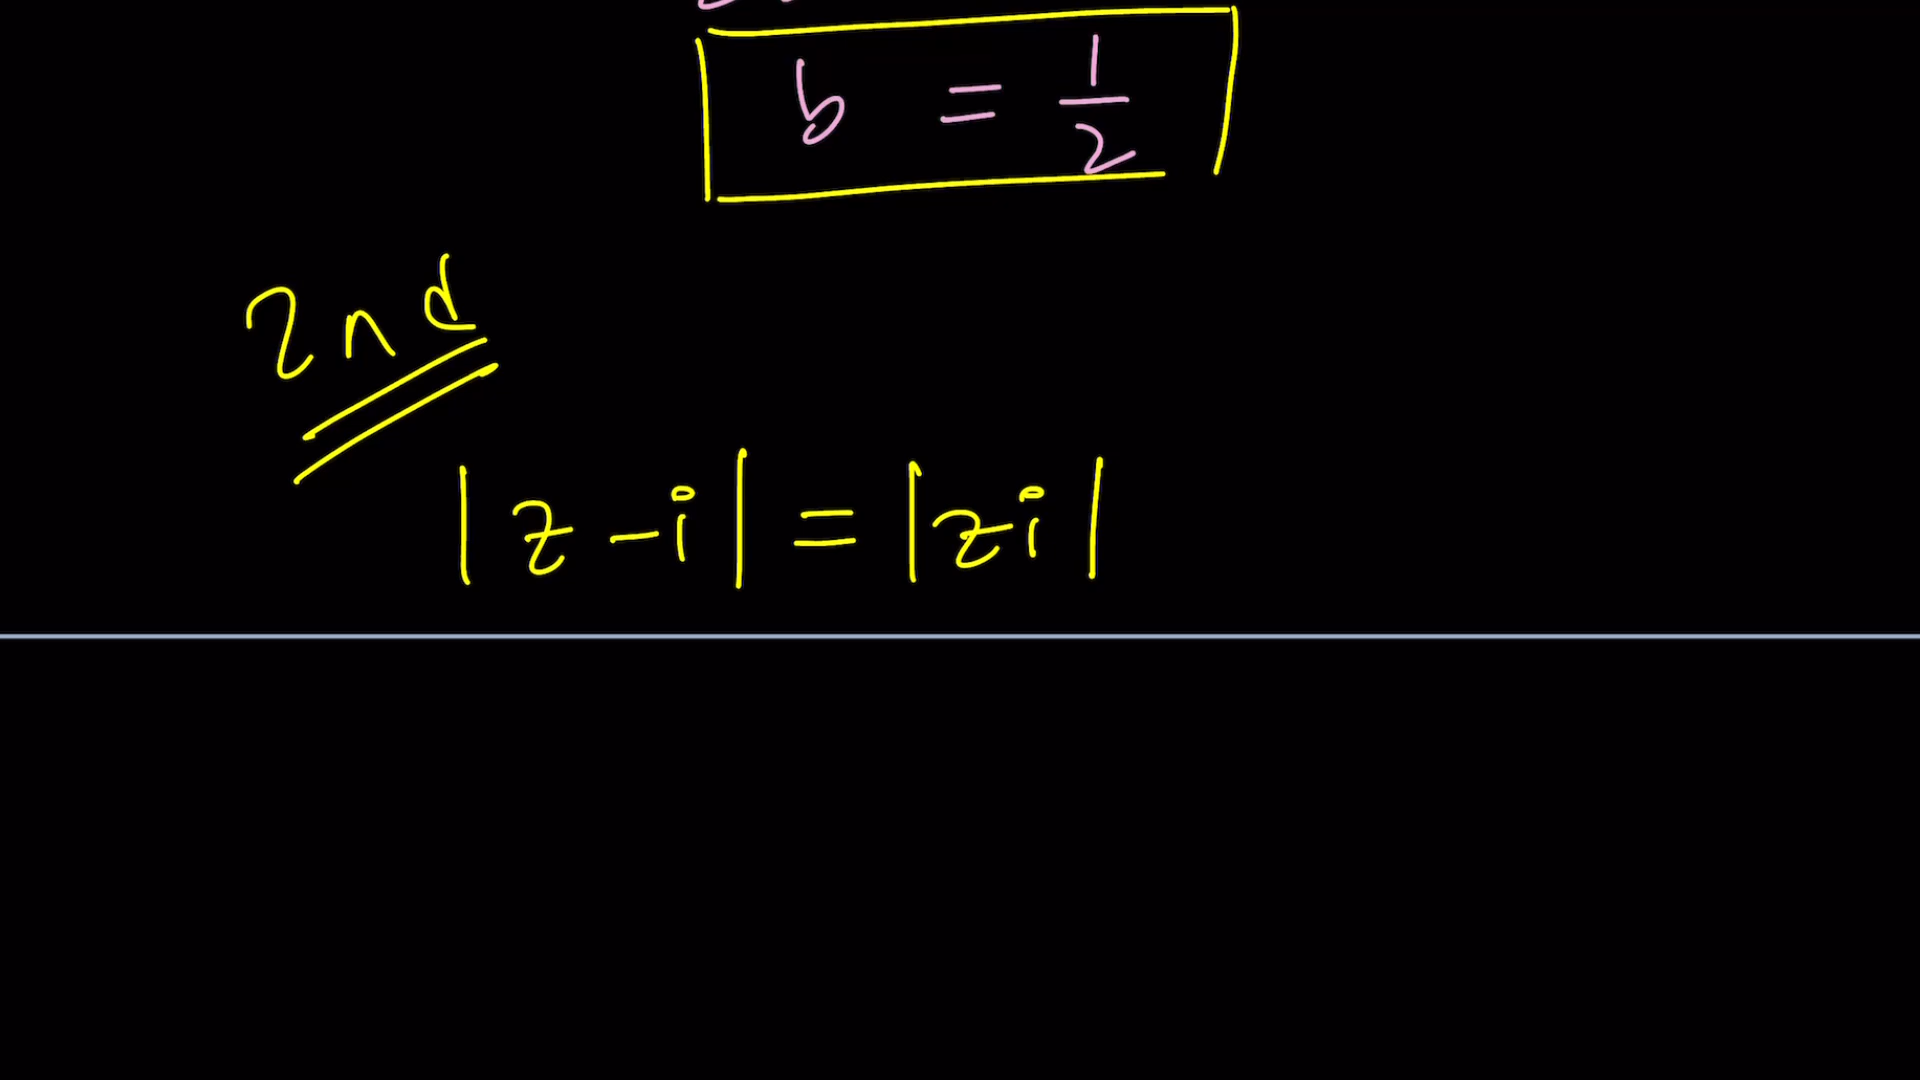 b = 1/2
2nd
|z-i| = |zi|